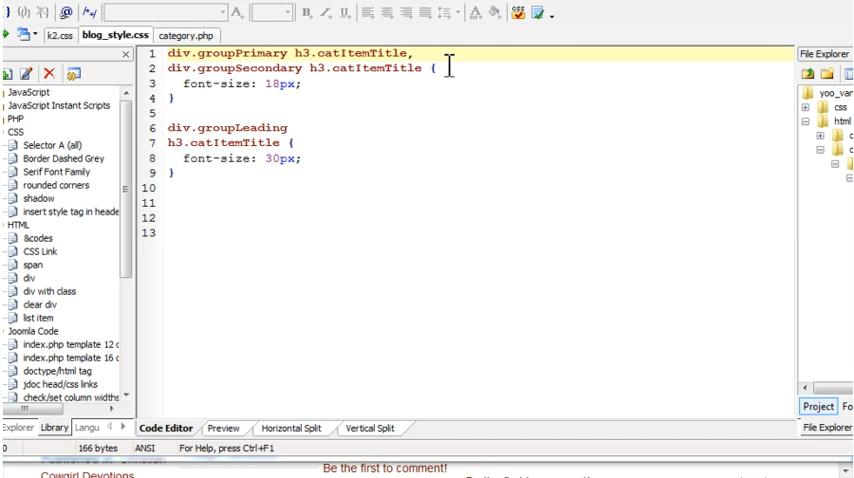 k2.css blog_style.css category.php
File Explorer
1 div.groupPrimary h3.catItemTitle,
2 div.groupSecondary h3.catItemTitle {
3 font-size: 18px;
4 }
5
6 div.groupLeading
7 h3.catItemTitle {
8 font-size: 30px;
9 }
10
11
12
13
JavaScript
JavaScript Instant Scripts
PHP
CSS
Selector A (all)
Border Dashed Grey
Serif Font Family
rounded corners
shadow
insert style tag in heade
HTML
&codes
CSS Link
span
div
div with class
clear div
list item
Joomla Code
index.php template 12 c
index.php template 16 c
doctype/html tag
jdoc head/css links
check/set column widths
yoo_van
css
html
Explorer Library Langu
Code Editor Preview Horizontal Split Vertical Split
Project Fo
File Explorer
0 166 bytes ANSI For Help, press Ctrl+F1
Be the first to comment!
Cowgirl Devotions